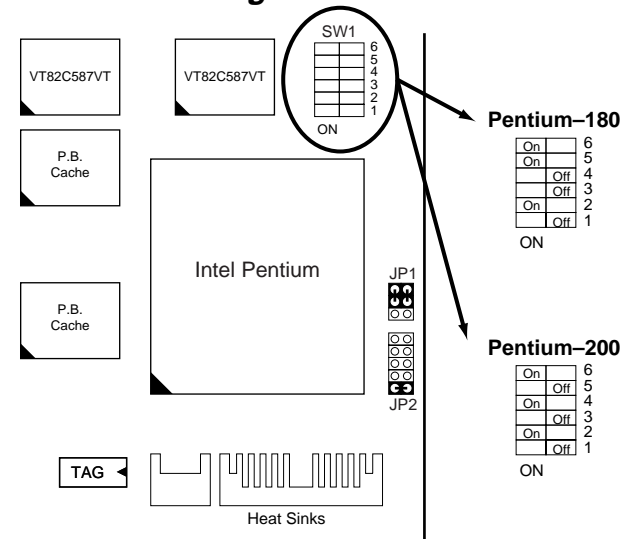 SW1
6
5
4
3
2
1
ON
VT82C587VT
VT82C587VT
P.B.
Cache
P.B.
Cache
Intel Pentium
JP1
JP2
TAG
Heat Sinks
Pentium–180
On 6
On 5
Off 4
Off 3
On 2
Off 1
ON
Pentium–200
On 6
Off 5
On 4
Off 3
On 2
Off 1
ON